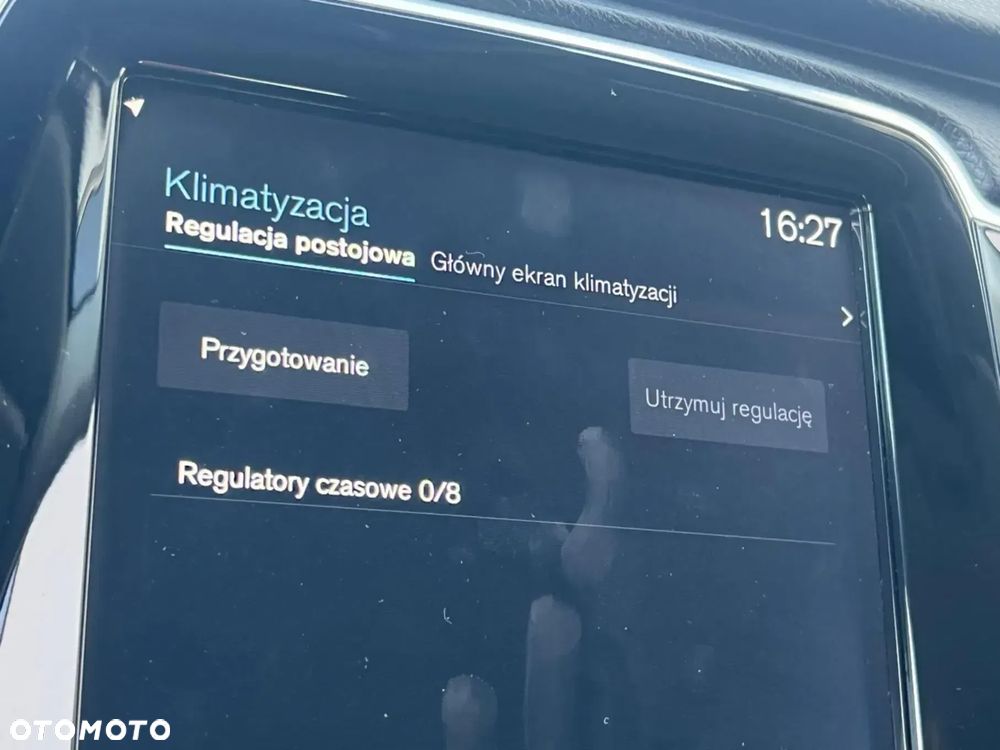 Klimatyzacja
16:27
Regulacja postojowa Główny ekran klimatyzacji
Przygotowanie
Utrzymuj regulację
Regulatory czasowe 0/8
OTOMOTO